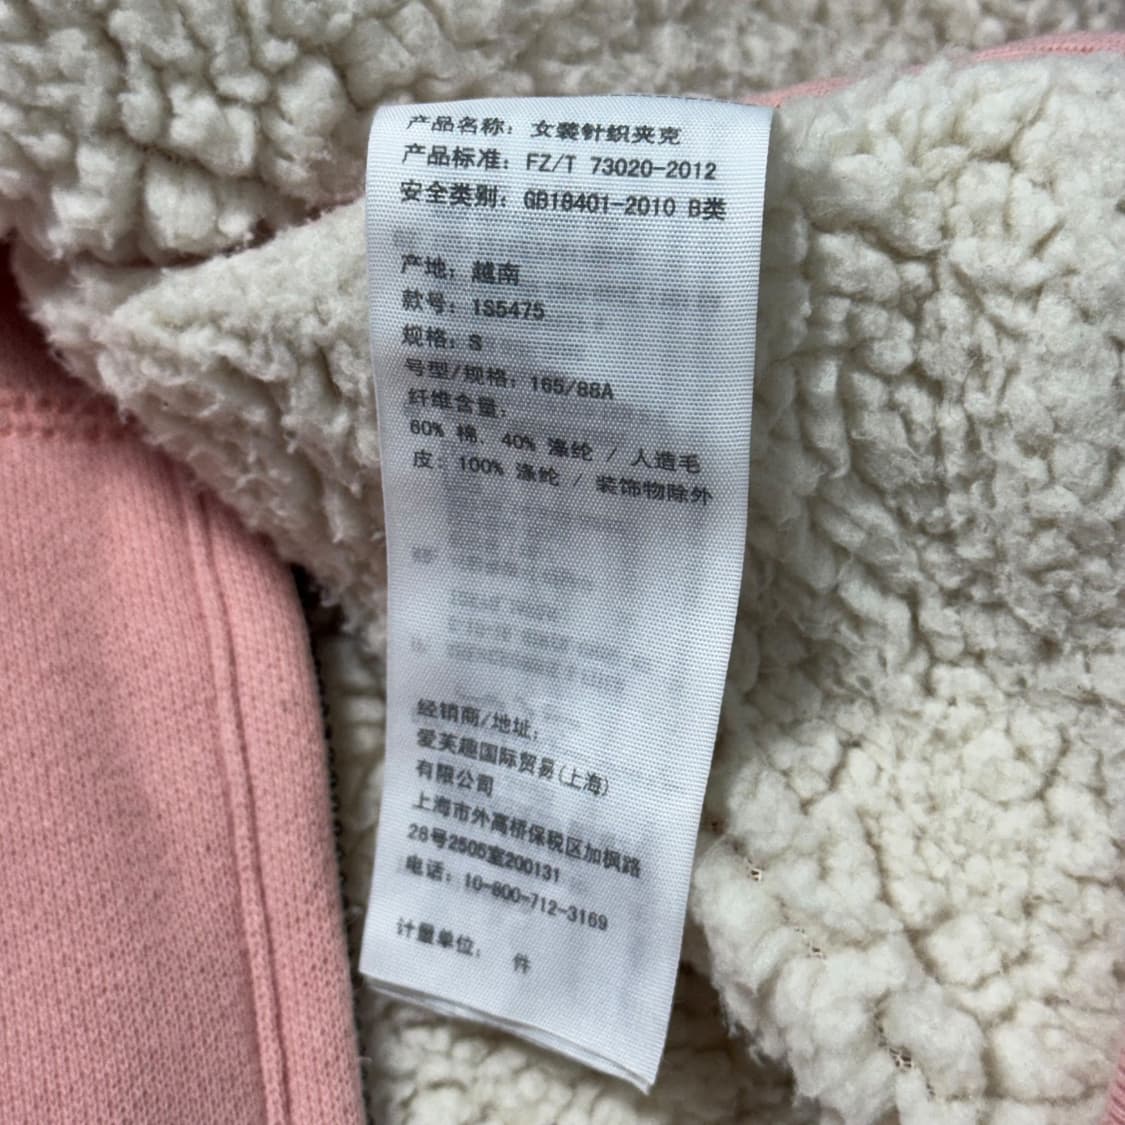 产品名称：女装针织夹克
产品标准：FZ/T 73020-2012
安全类别：GB18401-2010 B类
产地：越南
款号：1S5475
规格：S
号型/规格：165/88A
纤维含量：
60% 棉，40% 涤纶 / 人造毛
皮：100% 涤纶 / 装饰物除外
经销商/地址：
爱芙趣国际贸易(上海)
有限公司
上海市外高桥保税区加枫路
28号2505室200131
电话：10-800-712-3169
计量单位： 件